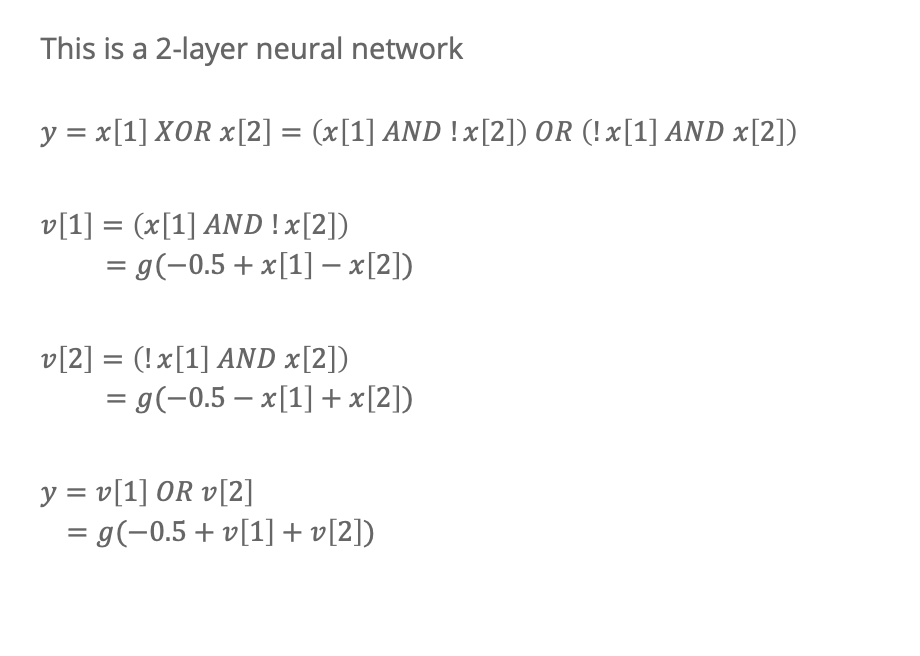 This is a 2-layer neural network
y = x[1] XOR x[2] = (x[1] AND ! x[2]) OR (! x[1] AND x[2])
v[1] = (x[1] AND ! x[2])
= g(−0.5 + x[1] − x[2])
v[2] = (! x[1] AND x[2])
= g(−0.5 − x[1] + x[2])
y = v[1] OR v[2]
= g(−0.5 + v[1] + v[2])